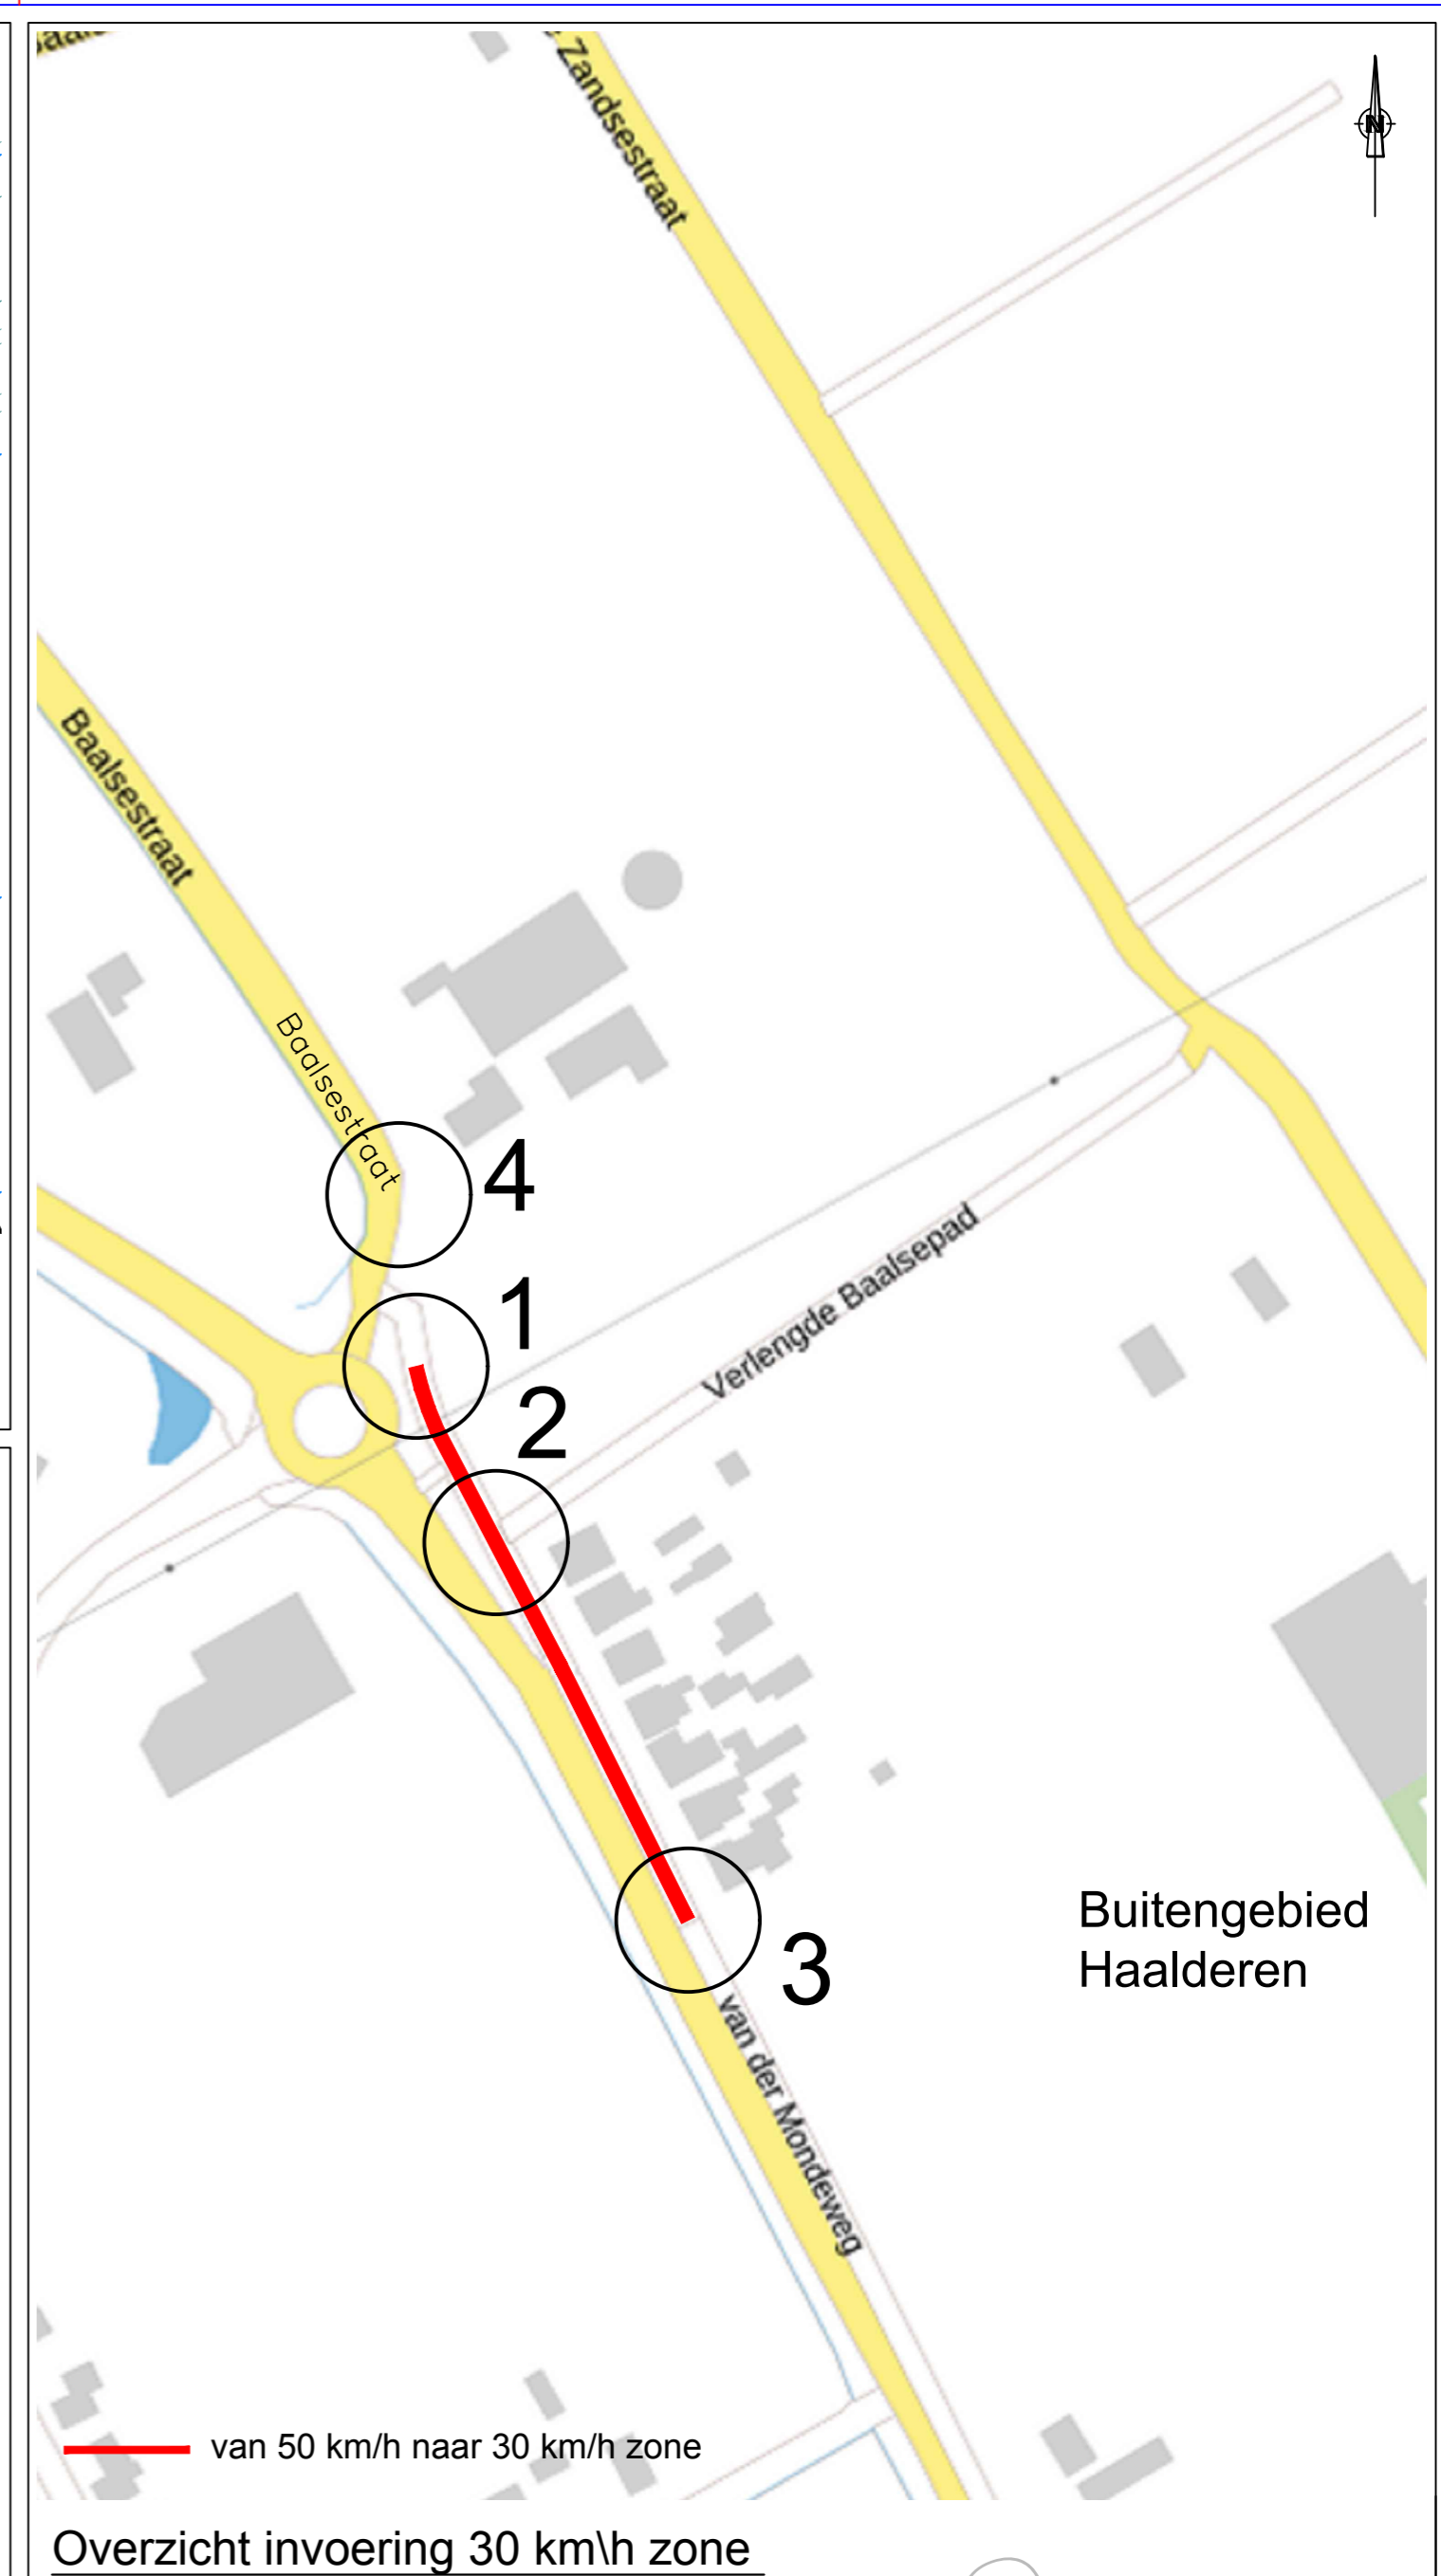 Zandsestraat
N
Baalsestraat
Baalsestraat
4
1
2
Verlengde Baalsepad
3
Buitengebied
Haalderen
van der Mondeweg
van 50 km/h naar 30 km/h zone
Overzicht invoering 30 km\h zone